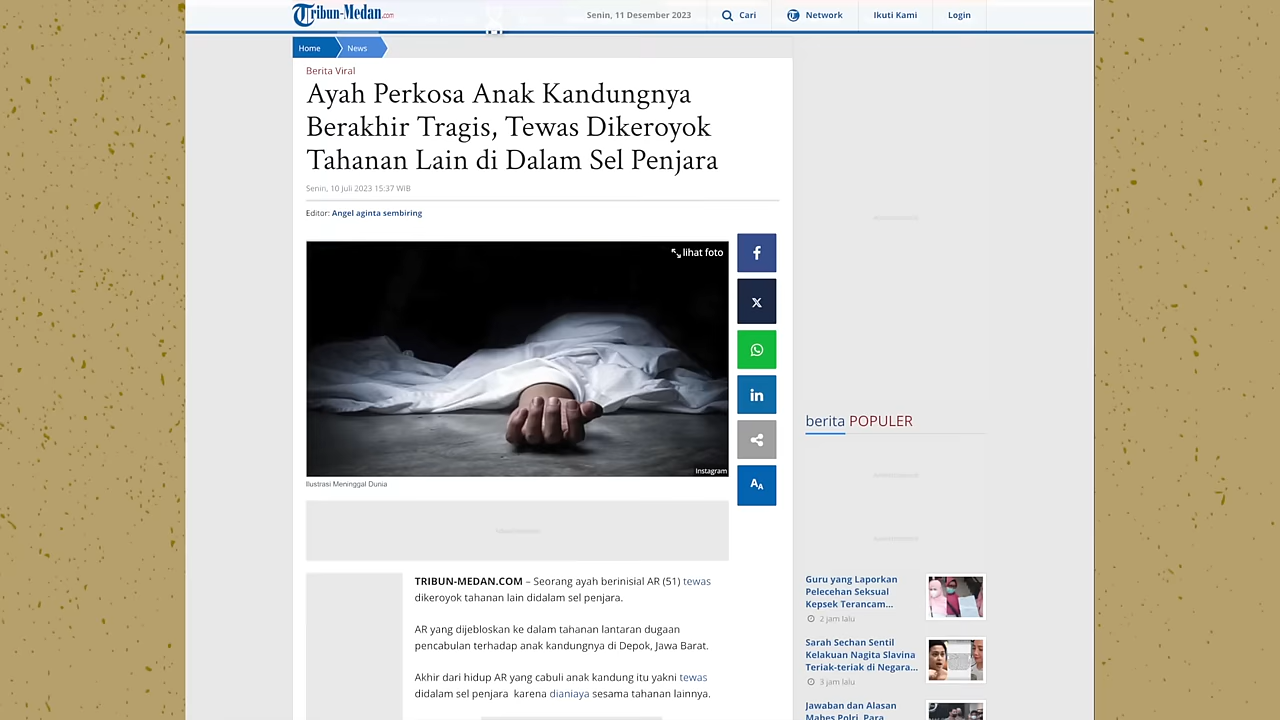 Tribun-Medan.com
Senin, 11 Desember 2023
Cari
Network
Ikuti Kami
Login
Home
News
Berita Viral
Ayah Perkosa Anak Kandungnya
Berakhir Tragis, Tewas Dikeroyok
Tahanan Lain di Dalam Sel Penjara
Senin, 10 Juli 2023 15:37 WIB
Editor: Angel aginta sembiring
lihat foto
Instagram
Ilustrasi Meninggal Dunia
TRIBUN-MEDAN.COM – Seorang ayah berinisial AR (51) tewas
dikeroyok tahanan lain didalam sel penjara.
AR yang dijebloskan ke dalam tahanan lantaran dugaan
pencabulan terhadap anak kandungnya di Depok, Jawa Barat.
Akhir dari hidup AR yang cabuli anak kandung itu yakni tewas
didalam sel penjara karena dianiaya sesama tahanan lainnya.
berita POPULER
Guru yang Laporkan
Pelecehan Seksual
Kepsek Terancam...
2 jam lalu
Sarah Sechan Sentil
Kelakuan Nagita Slavina
Teriak-teriak di Negara...
3 jam lalu
Jawaban dan Alasan
Mabes Polri, Para